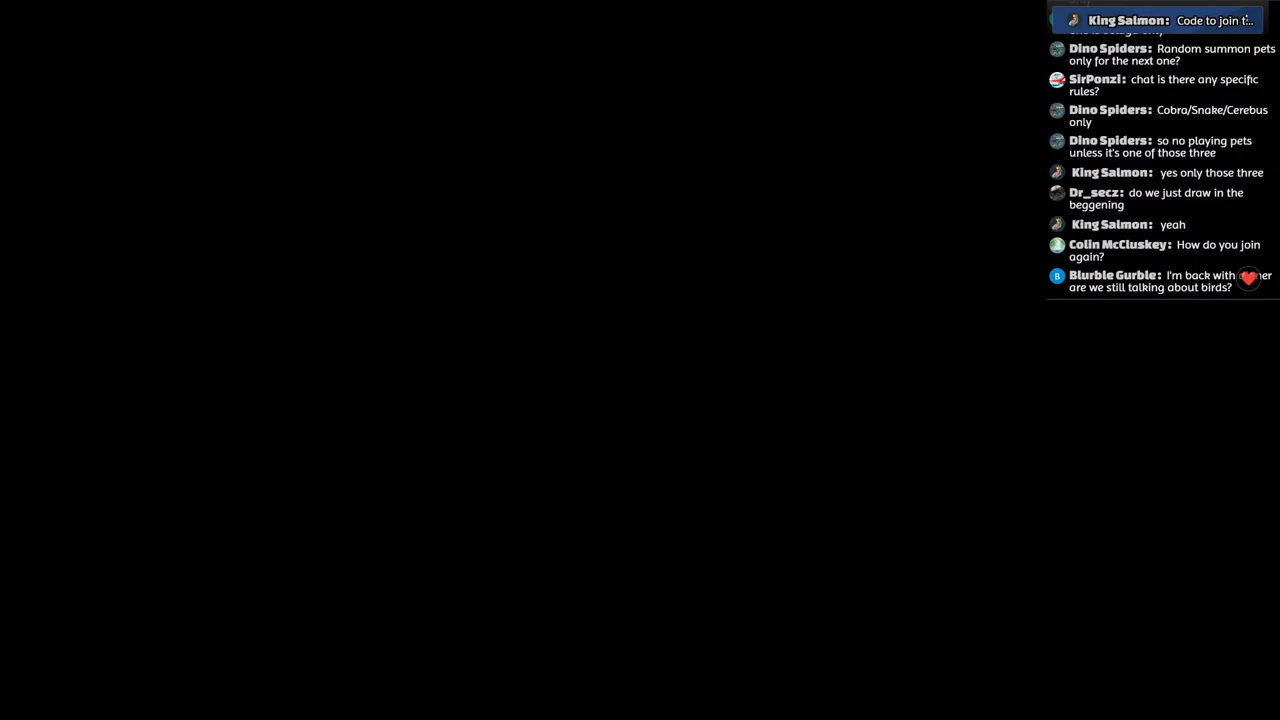 King Salmon: Code to join t...
Dino Spiders: Random summon pets
only for the next one?
SirPonzi: chat is there any specific
rules?
Dino Spiders: Cobra/Snake/Cerebus
only
Dino Spiders: so no playing pets
unless it's one of those three
King Salmon: yes only those three
Dr_secz: do we just draw in the
beggening
King Salmon: yeah
Colin McCluskey: How do you join
again?
B Blurble Gurble: I'm back with
are we still talking about birds?